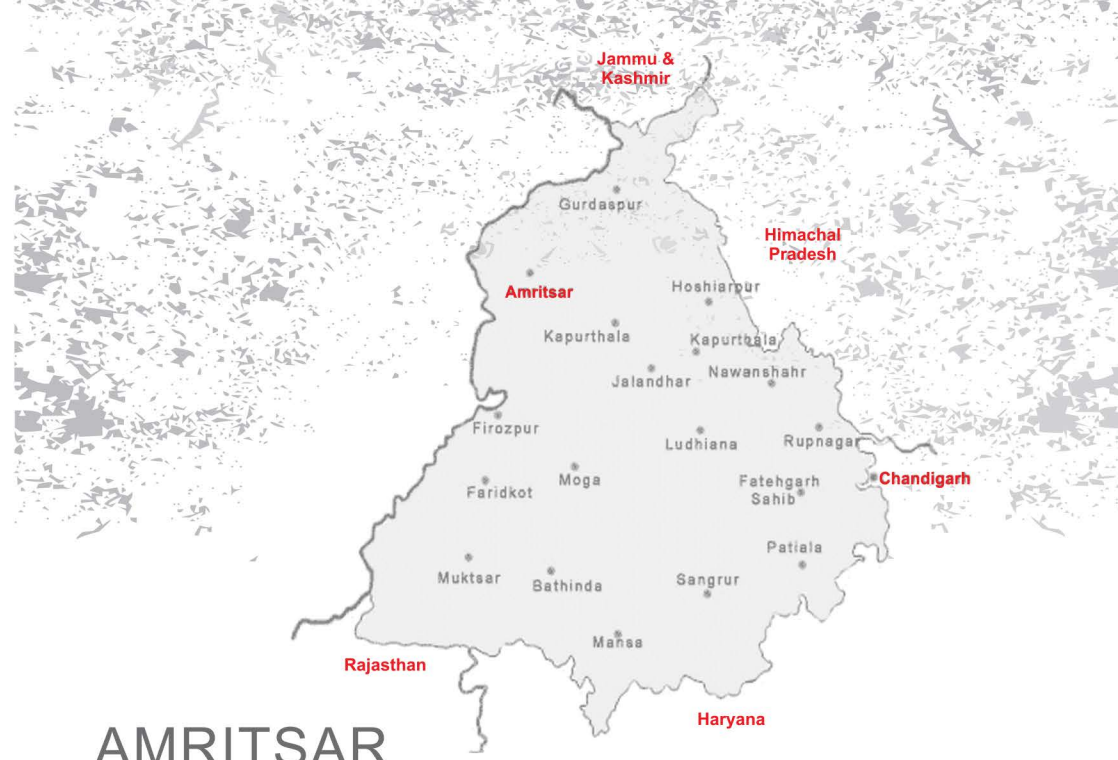 Jammu &
Kashmir
Gurdaspur
Himachal
Pradesh
Amritsar
Hoshiarpur
Kapurthala
Kapurthala
Jalandhar
Nawanshahr
Firozpur
Ludhiana
Rupnagar
Moga
Faridkot
Fatehgarh
Sahib
Chandigarh
Patiala
Muktsar
Bathinda
Sangrur
Mansa
Rajasthan
Haryana
AMRITSAR